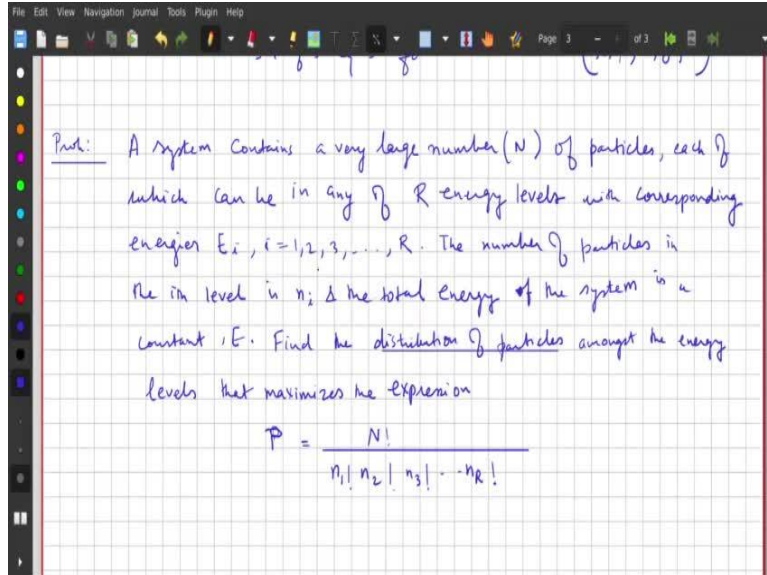 File Edit View Navigation Journal Tools Plugin Help
Page 3 of 3
Prob: A system contains a very large number (N) of particles, each of
which can be in any of R energy levels with corresponding
energies Ei, i=1,2,3,..., R. The number of particles in
the ith level is ni & the total energy of the system is a
constant, E. Find the distribution of particles amongst the energy
levels that maximizes the expression
P = N!
n1! n2! n3! ... nR!